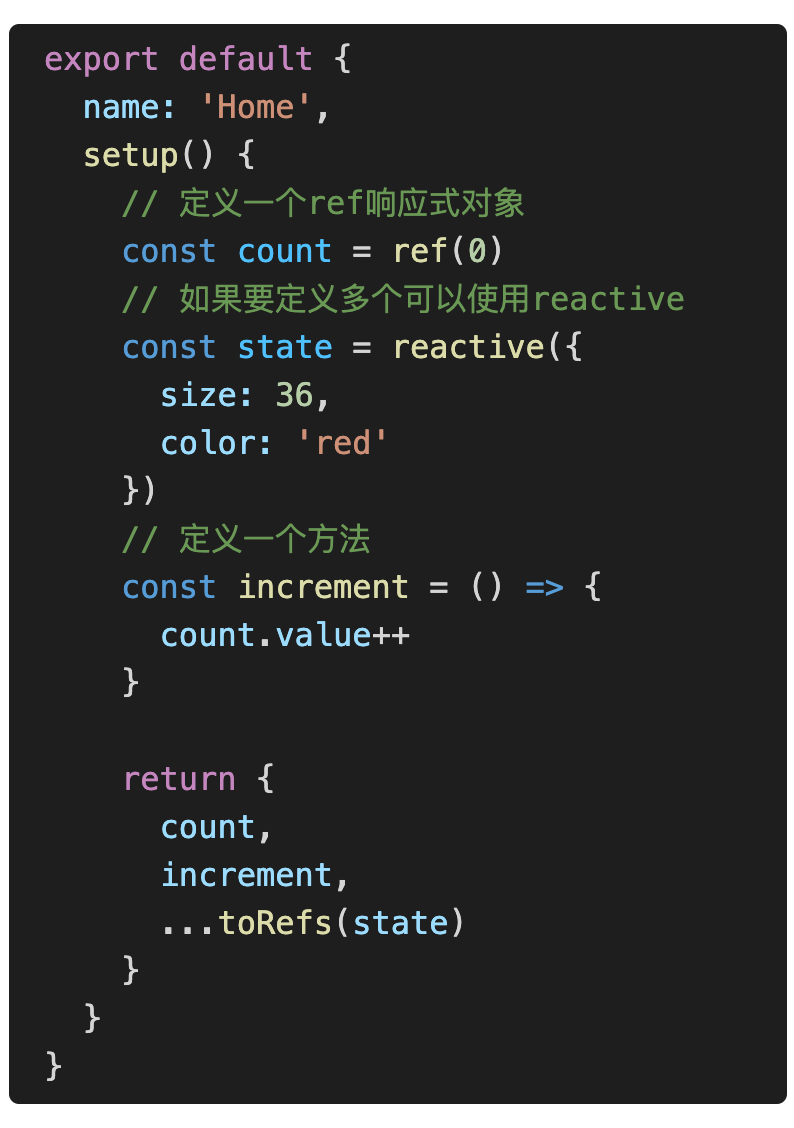 export default {
  name: 'Home',
  setup() {
    // 定义一个ref响应式对象
    const count = ref(0)
    // 如果要定义多个可以使用reactive
    const state = reactive({
      size: 36,
      color: 'red'
    })
    // 定义一个方法
    const increment = () => {
      count.value++
    }

    return {
      count,
      increment,
      ...toRefs(state)
    }
  }
}